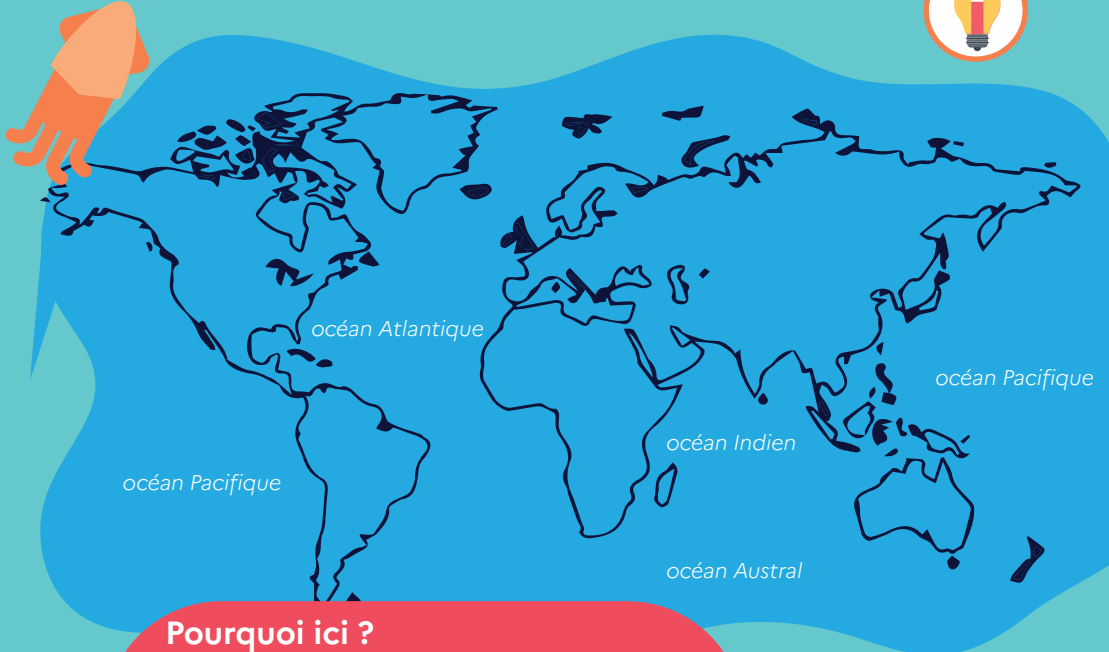 océan Atlantique
océan Pacifique
océan Indien
océan Pacifique
océan Austral
Pourquoi ici ?